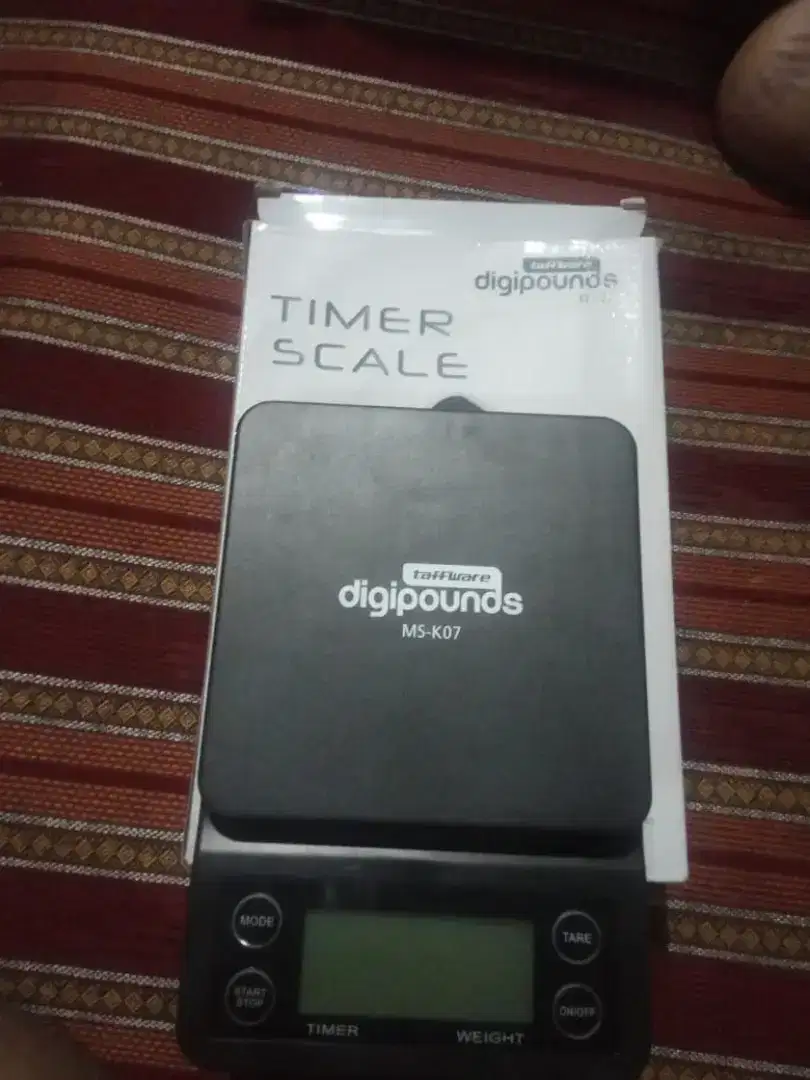 taffware
digipounds
TIMER
SCALE
taffware
digipounds
MS-K07
MODE
TARE
START
STOP
ON/OFF
TIMER
WEIGHT